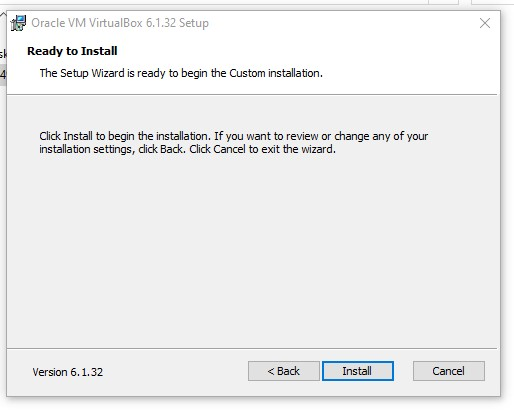 Oracle VM VirtualBox 6.1.32 Setup
Ready to Install
The Setup Wizard is ready to begin the Custom installation.
Click Install to begin the installation. If you want to review or change any of your
installation settings, click Back. Click Cancel to exit the wizard.
Version 6.1.32
< Back
Install
Cancel